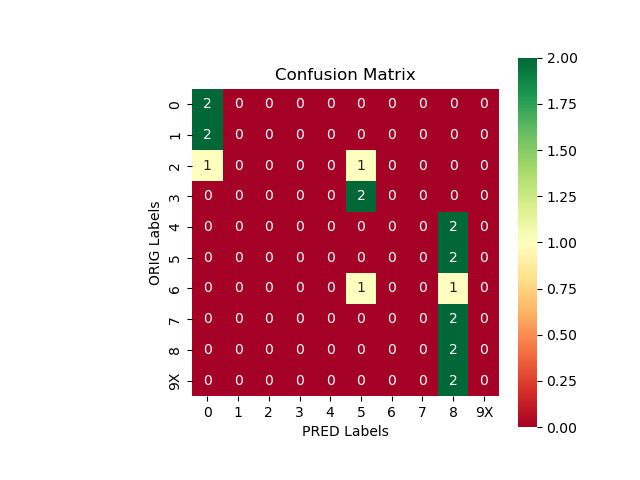 Confusion Matrix
ORIG Labels
0 2 0 0 0 0 0 0 0 0 0
1 2 0 0 0 0 0 0 0 0 0
2 1 0 0 0 0 1 0 0 0 0
3 0 0 0 0 0 2 0 0 0 0
4 0 0 0 0 0 0 0 0 2 0
5 0 0 0 0 0 0 0 0 2 0
6 0 0 0 0 0 1 0 0 1 0
7 0 0 0 0 0 0 0 0 2 0
8 0 0 0 0 0 0 0 0 2 0
9X 0 0 0 0 0 0 0 0 2 0
0 1 2 3 4 5 6 7 8 9X
PRED Labels
2.00
1.75
1.50
1.25
1.00
0.75
0.50
0.25
0.00